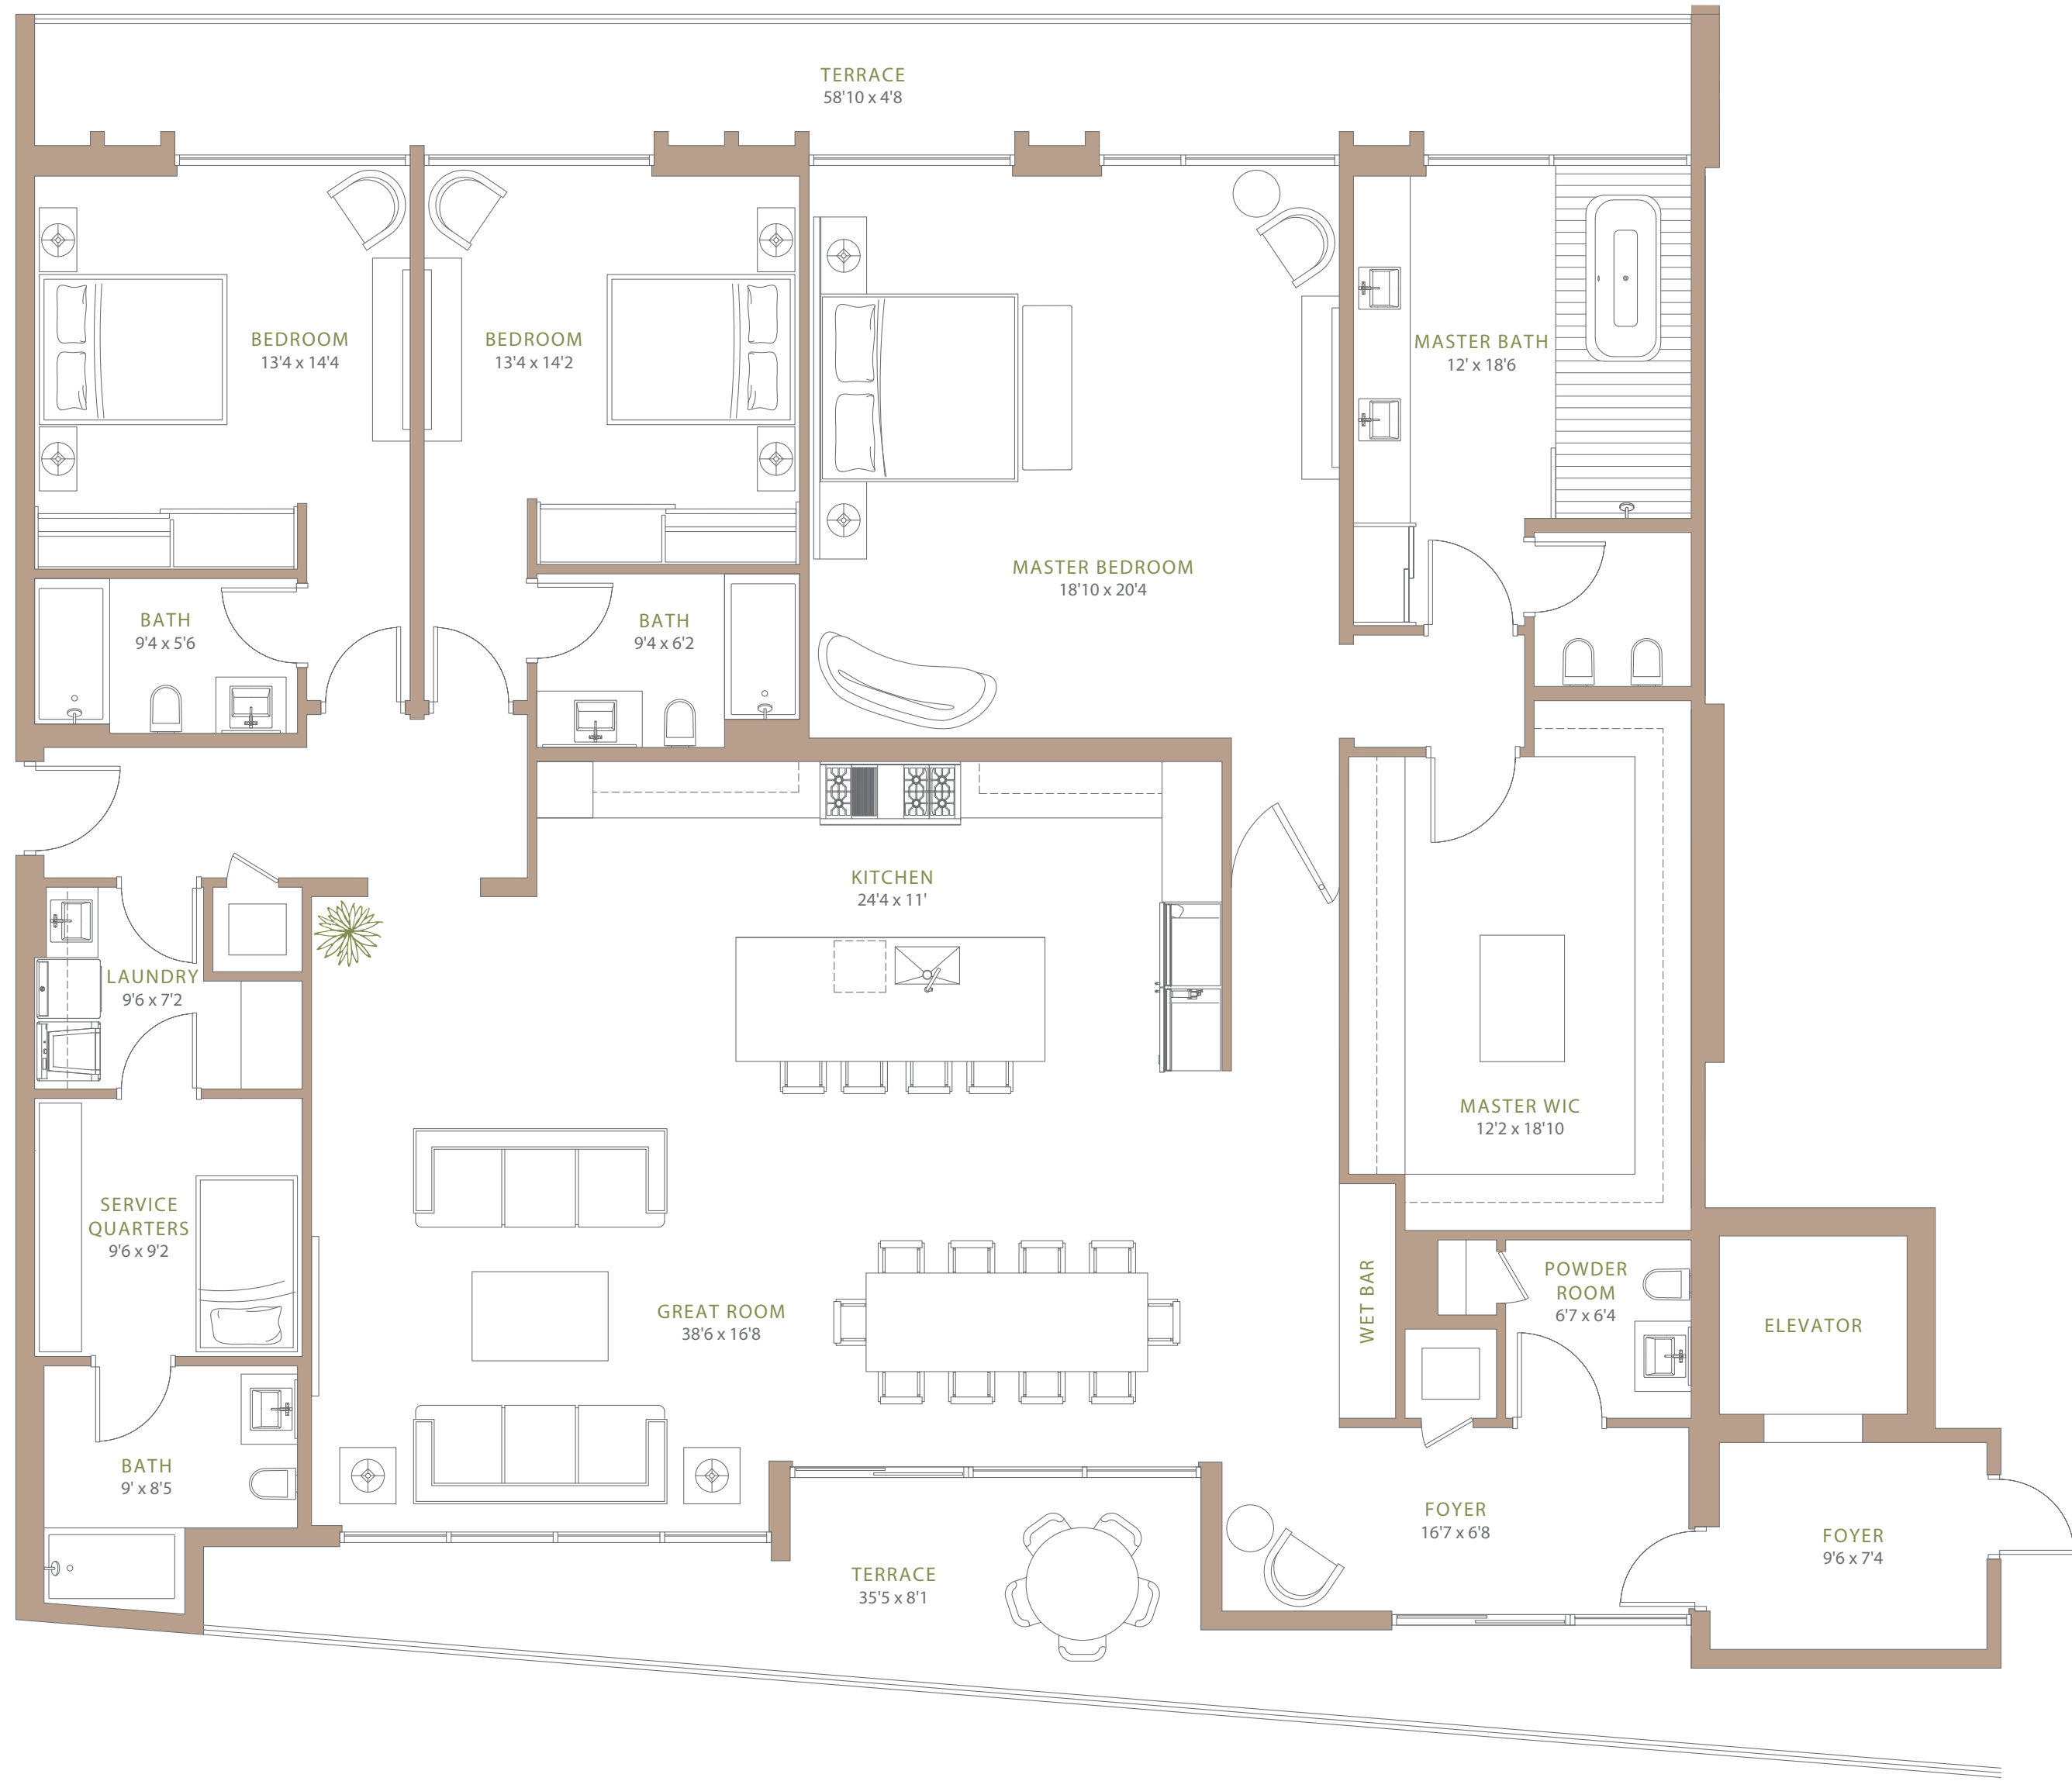 TERRACE
58'10 x 4'8
BEDROOM
13'4 x 14'4
BEDROOM
13'4 x 14'2
MASTER BATH
12' x 18'6
MASTER BEDROOM
18'10 x 20'4
BATH
9'4 x 5'6
BATH
9'4 x 6'2
KITCHEN
24'4 x 11'
LAUNDRY
9'6 x 7'2
MASTER WIC
12'2 x 18'10
SERVICE
QUARTERS
9'6 x 9'2
GREAT ROOM
38'6 x 16'8
WET BAR
POWDER
ROOM
6'7 x 6'4
ELEVATOR
BATH
9' x 8'5
TERRACE
35'5 x 8'1
FOYER
16'7 x 6'8
FOYER
9'6 x 7'4